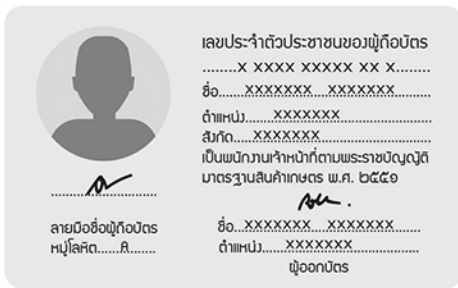 เลขประจำตัวประชาชนของผู้ถือบัตร
........X XXXX XXXXX XX X........
ชื่อ....XXXXXXX...XXXXXXX........
ตำแหน่ง.......XXXXXXX............
สังกัด....XXXXXXX............
เป็นพนักงานเจ้าหน้าที่ตามพระราชบัญญัติ
มาตรฐานสินค้าเกษตร พ.ศ. ๒๕๕๑
ลายมือชื่อผู้ถือบัตร
หมู่โลหิต......A........
ชื่อ...XXXXXXX....XXXXXXX......
ตำแหน่ง......XXXXXXX............
ผู้ออกบัตร